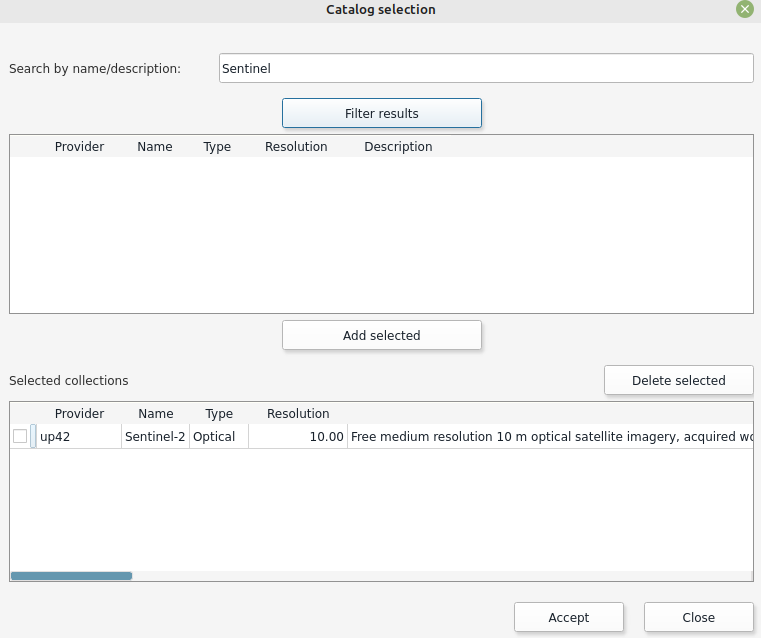 Catalog selection
Search by name/description: Sentinel
Filter results
Provider Name Type Resolution Description
Add selected
Selected collections Delete selected
Provider Name Type Resolution
up42 Sentinel-2 Optical 10.00 Free medium resolution 10 m optical satellite imagery, acquired
Accept Close